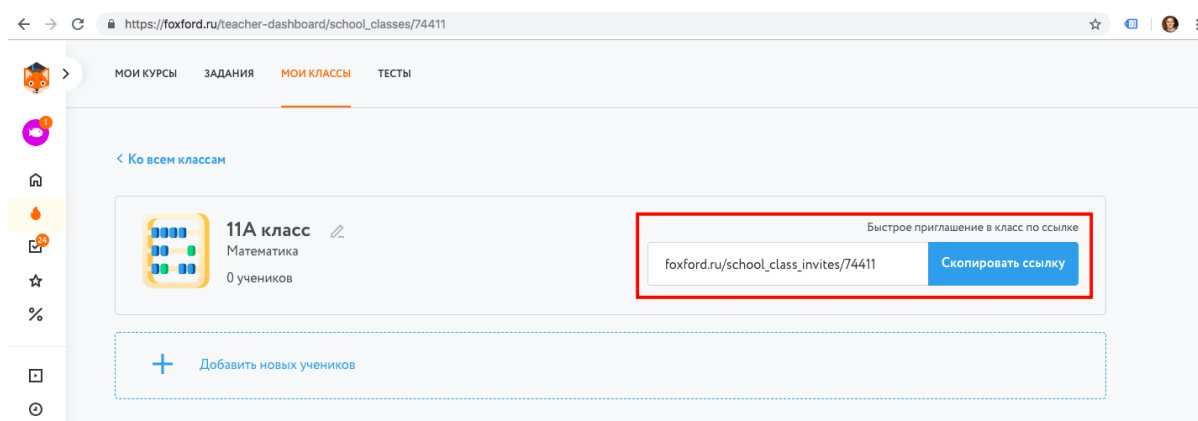 https://foxford.ru/teacher-dashboard/school_classes/74411
МОИ КУРСЫ ЗАДАНИЯ МОИ КЛАССЫ ТЕСТЫ
1
< Ко всем классам
11А класс
Математика
0 учеников
Быстрое приглашение в класс по ссылке
foxford.ru/school_class_invites/74411 Скопировать ссылку
24
Добавить новых учеников